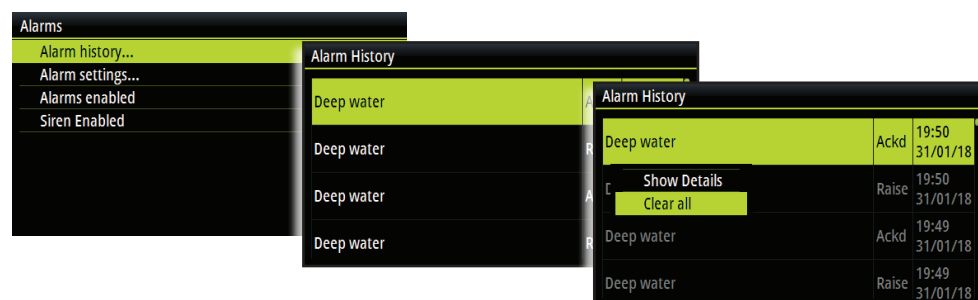 Alarms
Alarm history...
Alarm settings...
Alarms enabled
Siren Enabled
Alarm History
Deep water A
Deep water R
Deep water A
Deep water R
Alarm History
Deep water Ackd 19:50
31/01/18
Show Details
Clear all
D Raise 19:50
31/01/18
Deep water Ackd 19:49
31/01/18
Deep water Raise 19:49
31/01/18